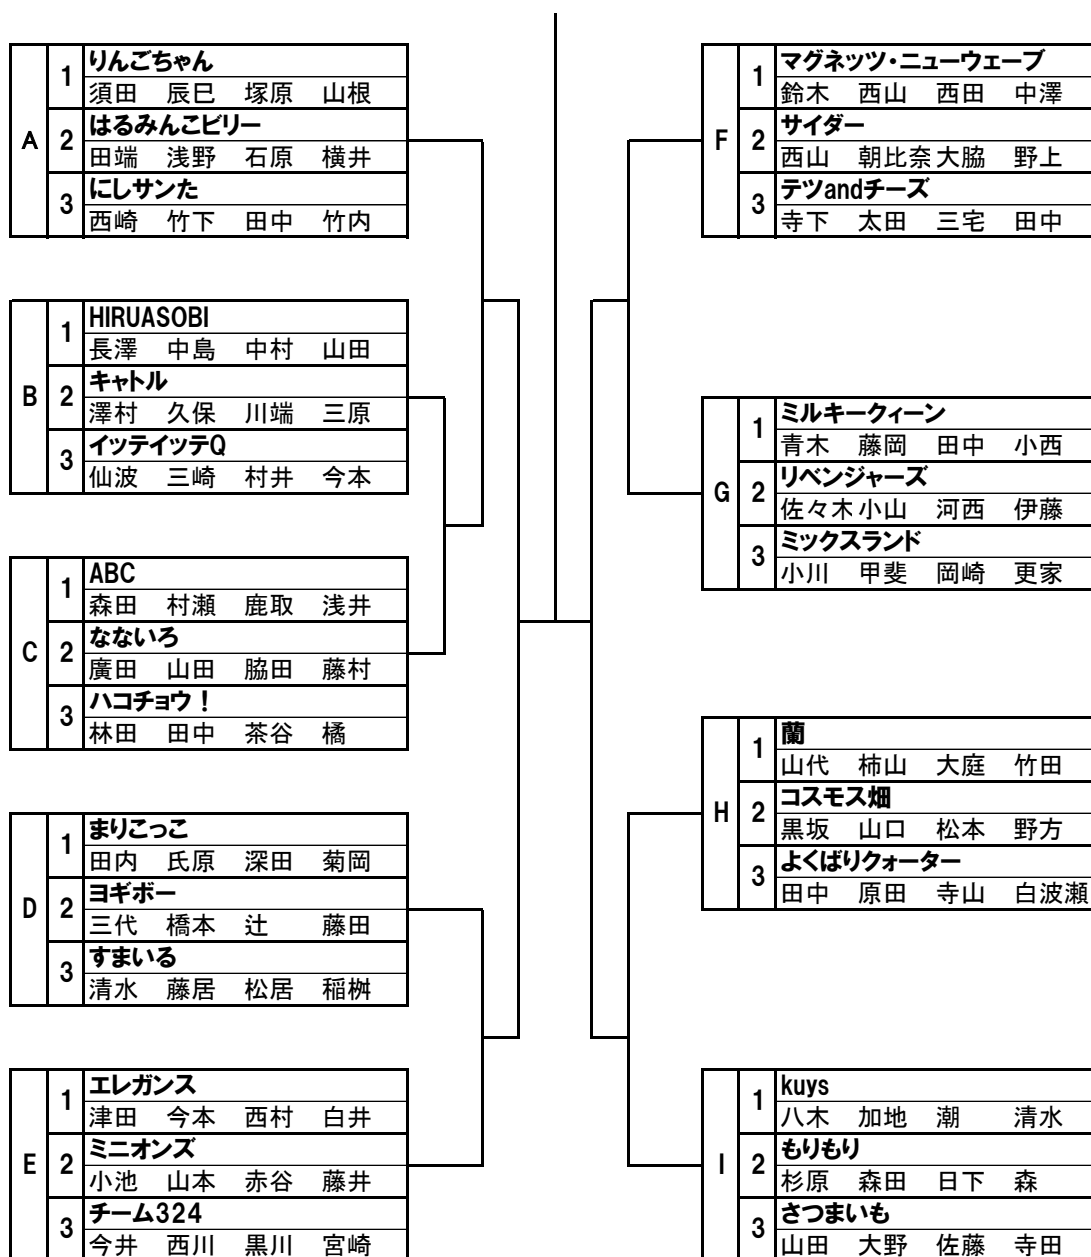 A
1
りんごちゃん
須田 辰巳 塚原 山根
2
はるみんこビリー
田端 浅野 石原 横井
3
にしサンた
西崎 竹下 田中 竹内
B
1
HIRUASOBI
長澤 中島 中村 山田
2
キャトル
澤村 久保 川端 三原
3
イッテイッテQ
仙波 三崎 村井 今本
C
1
ABC
森田 村瀬 鹿取 浅井
2
なないろ
廣田 山田 脇田 藤村
3
ハコチョウ！
林田 田中 茶谷 橘
D
1
まりこっこ
田内 氏原 深田 菊岡
2
ヨギボー
三代 橋本 辻 藤田
3
すまいる
清水 藤居 松居 稲桝
E
1
エレガンス
津田 今本 西村 白井
2
ミニオンズ
小池 山本 赤谷 藤井
3
チーム324
今井 西川 黒川 宮崎
F
1
マグネッツ・ニューウェーブ
鈴木 西山 西田 中澤
2
サイダー
西山 朝比奈 大脇 野上
3
テツandチーズ
寺下 太田 三宅 田中
G
1
ミルキークィーン
青木 藤岡 田中 小西
2
リベンジャーズ
佐々木 小山 河西 伊藤
3
ミックスランド
小川 甲斐 岡崎 更家
H
1
蘭
山代 柿山 大庭 竹田
2
コスモス畑
黒坂 山口 松本 野方
3
よくばりクォーター
田中 原田 寺山 白波瀬
I
1
kuys
八木 加地 潮 清水
2
もりもり
杉原 森田 日下 森
3
さつまいも
山田 大野 佐藤 寺田